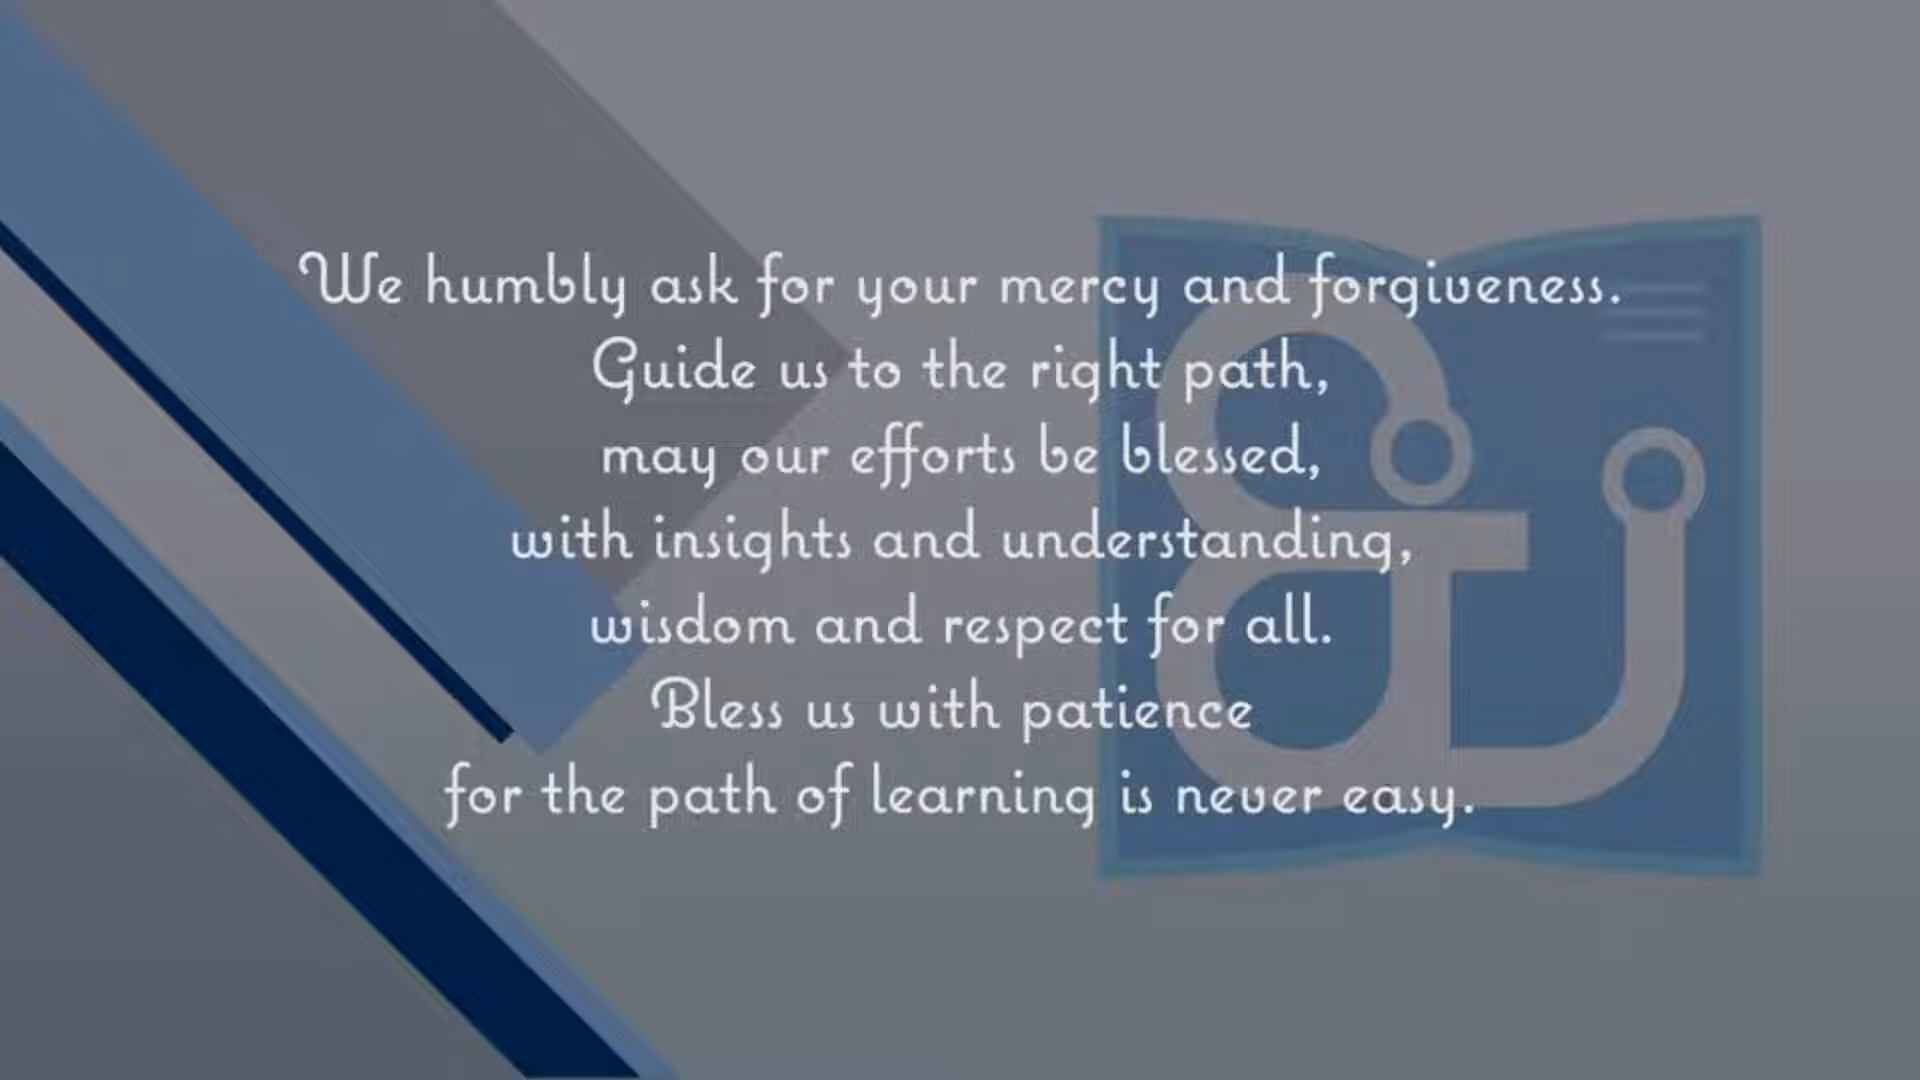 We humbly ask for your mercy and forgiveness.
Guide us to the right path,
may our efforts be blessed,
with insights and understanding,
wisdom and respect for all.
Bless us with patience
for the path of learning is never easy.